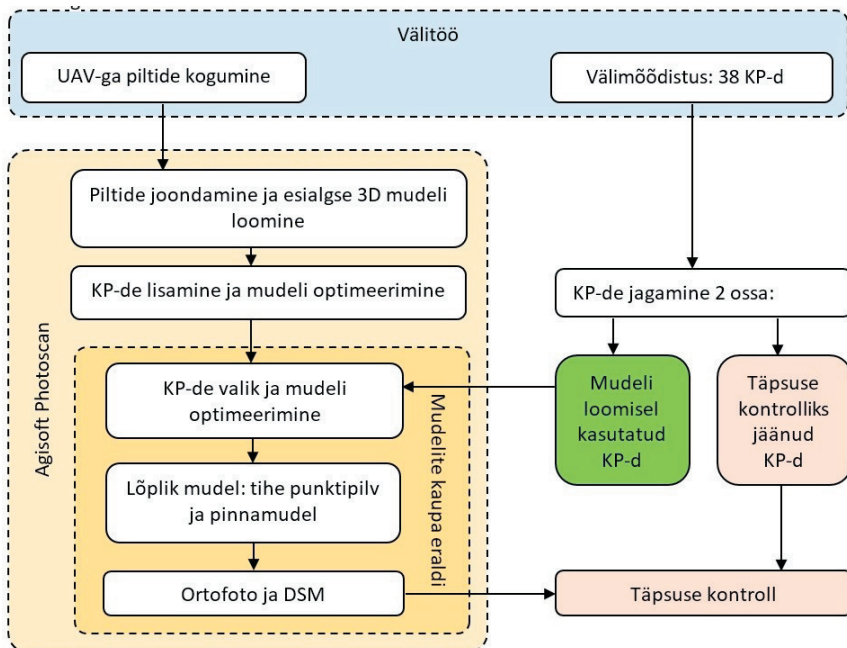 Välitöö
UAV-ga piltide kogumine
Välimõõdistus: 38 KP-d
Agisoft Photoscan
Piltide joondamine ja esialgse 3D mudeli
loomine
KP-de lisamine ja mudeli optimeerimine
Mudelite kaupa eraldi
KP-de valik ja mudeli
optimeerimine
Lõplik mudel: tihe punktipilv
ja pinnamudel
Ortofoto ja DSM
KP-de jagamine 2 ossa:
Mudeli
loomisel
kasutatud
KP-d
Täpsuse
kontrolliks
jäänud
KP-d
Täpsuse kontroll